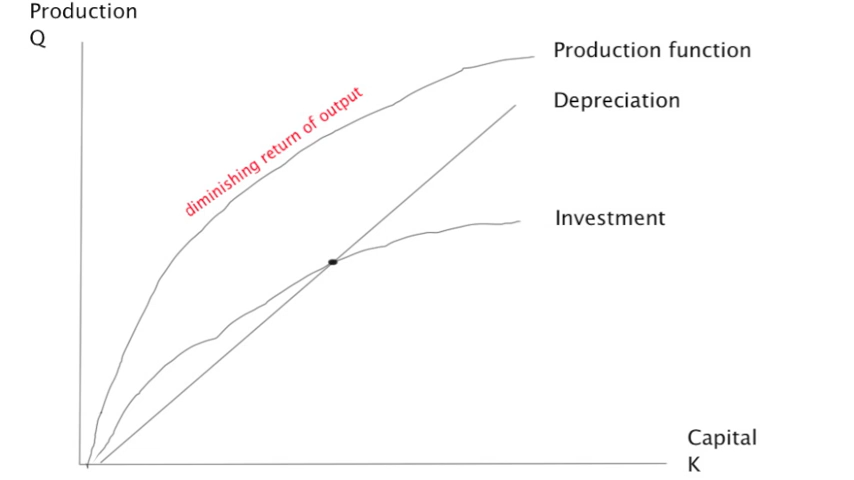 Production
Q
Production function
Depreciation
diminishing return of output
Investment
Capital
K